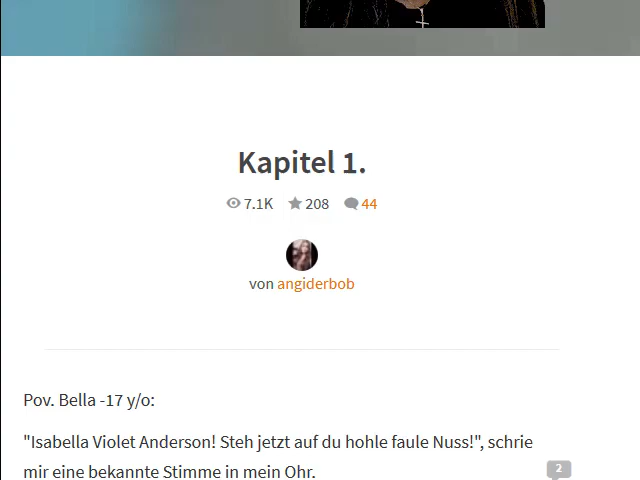 Kapitel 1.
7.1K 208 44
von angiderbob
Pov. Bella -17 y/o:
"Isabella Violet Anderson! Steh jetzt auf du hohle faule Nuss!", schrie
mir eine bekannte Stimme in mein Ohr.
2